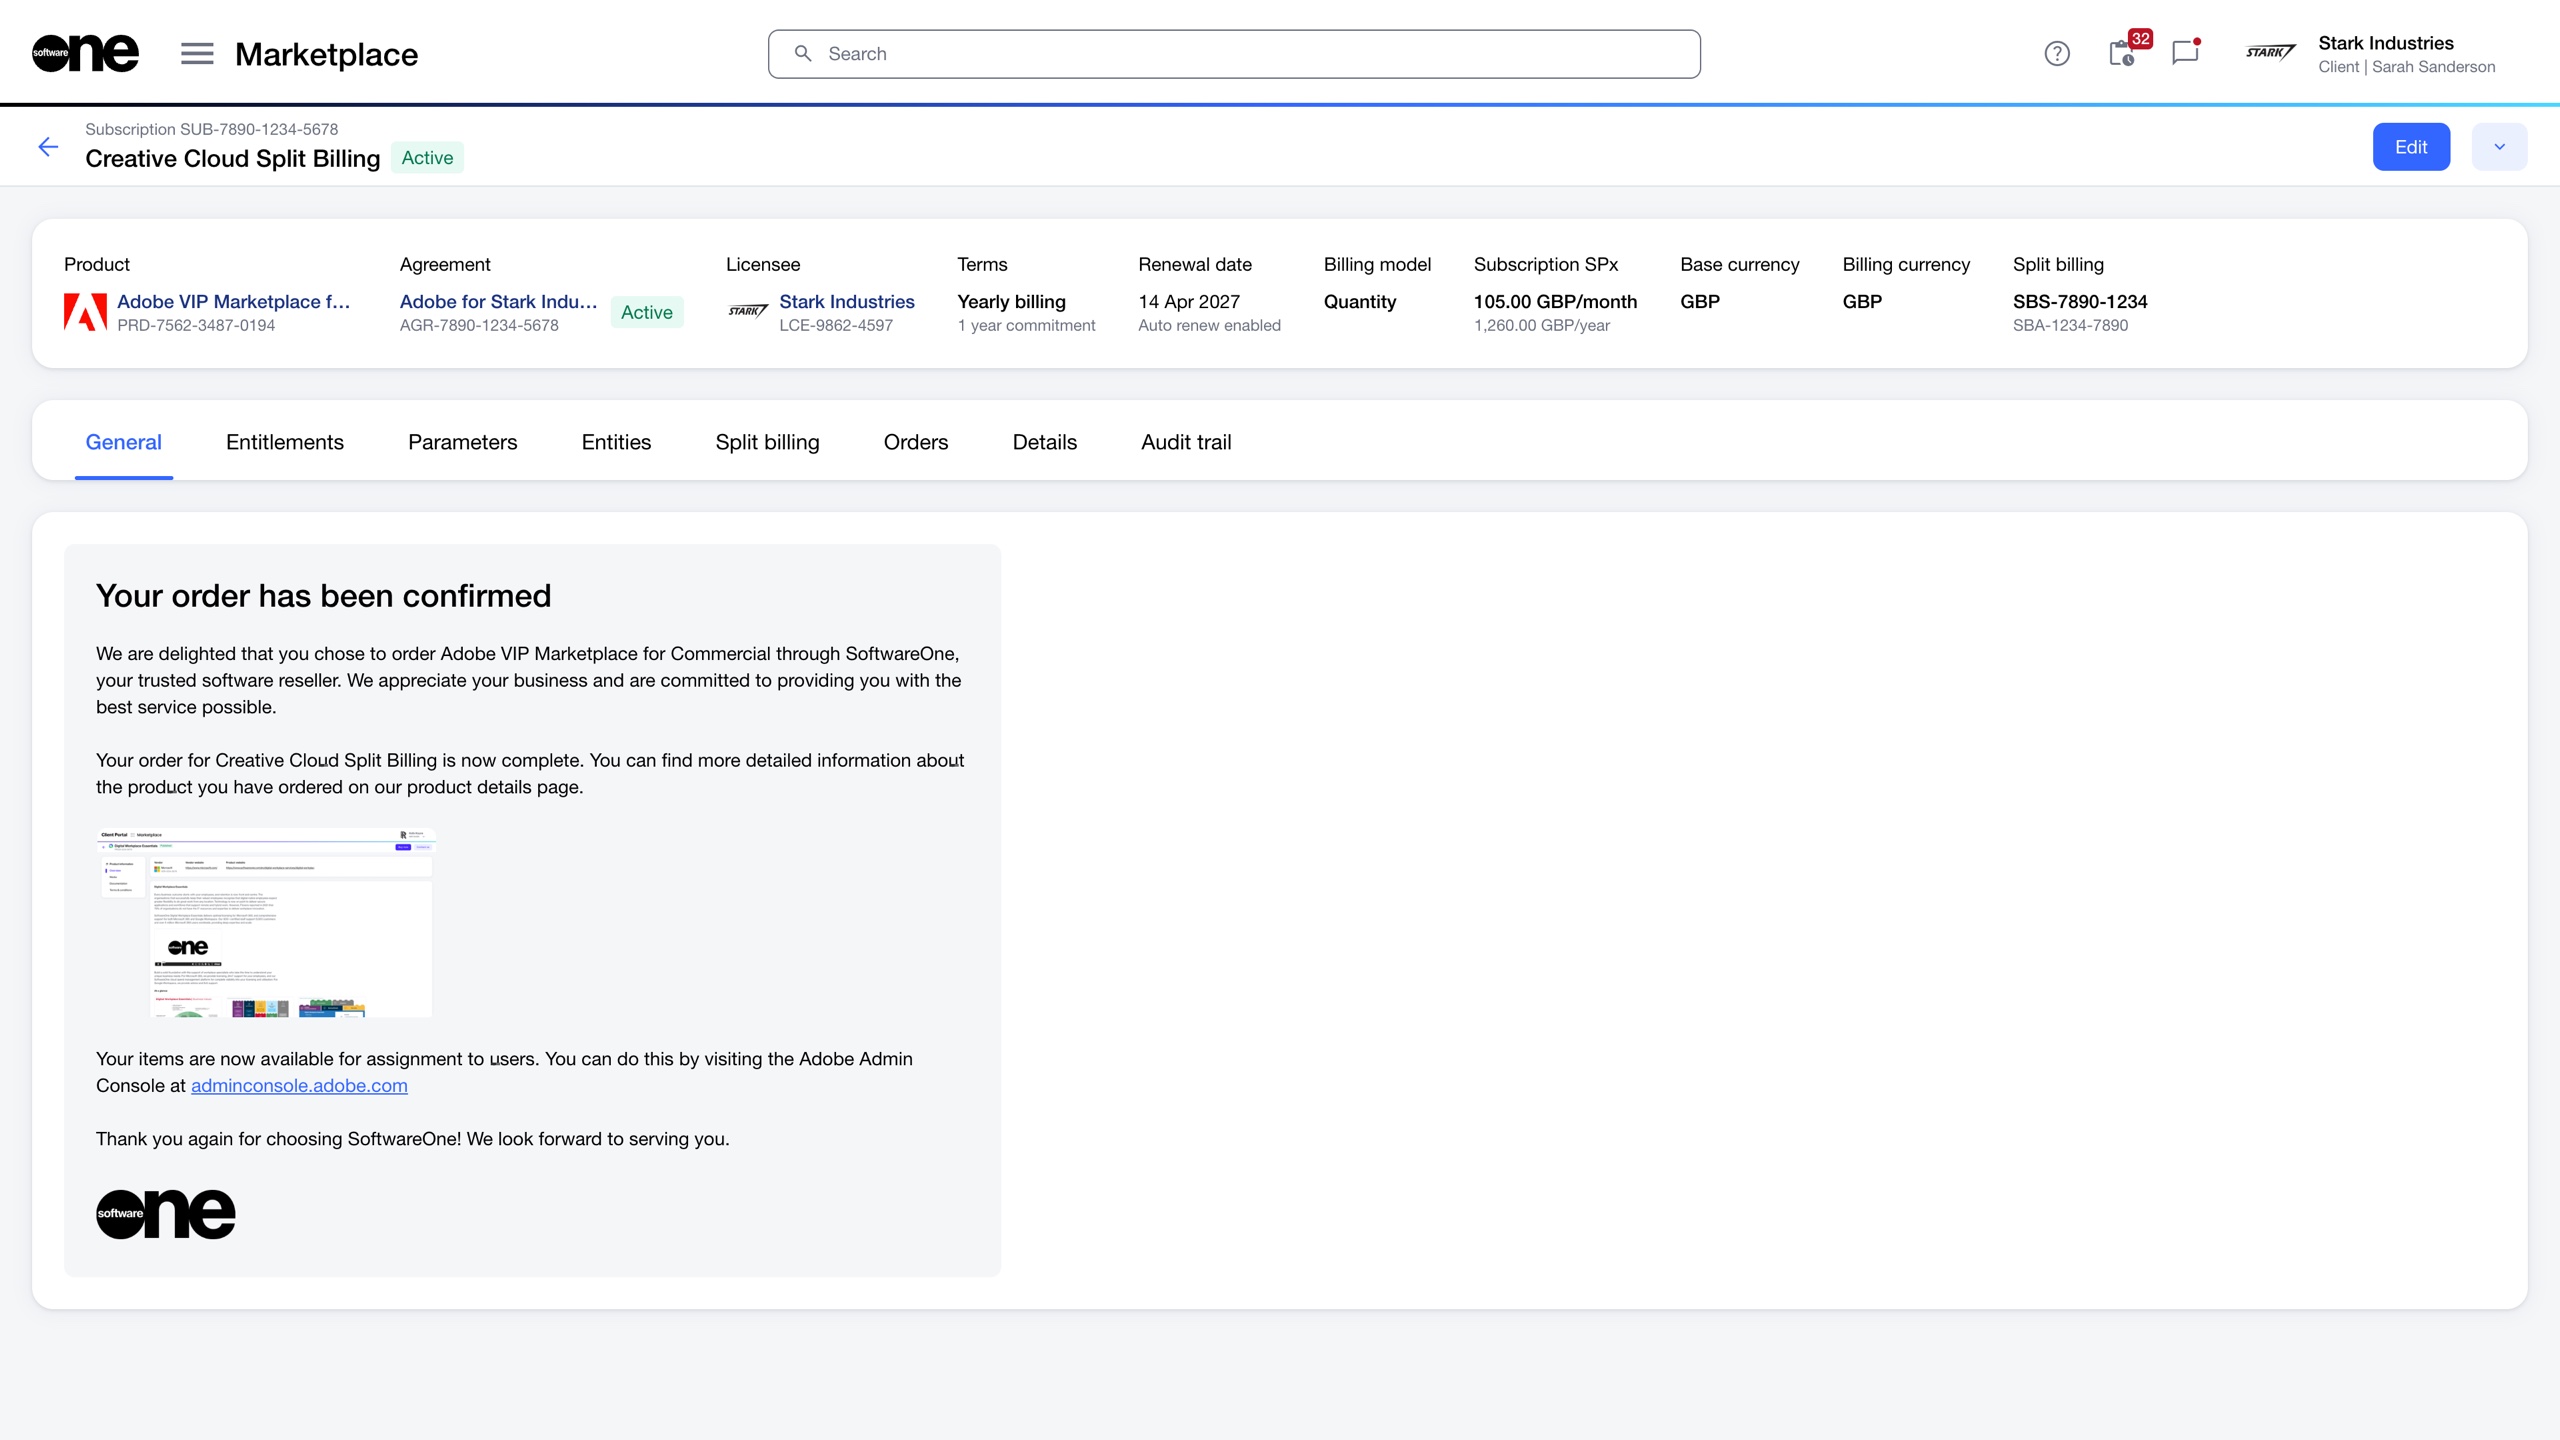 software one
Marketplace
Search
32
STARK
Stark Industries
Client | Sarah Sanderson
Subscription SUB-7890-1234-5678
Creative Cloud Split Billing
Active
Edit
Product
Adobe VIP Marketplace f...
PRD-7562-3487-0194
Agreement
Adobe for Stark Indu...
AGR-7890-1234-5678
Active
Licensee
STARK
Stark Industries
LCE-9862-4597
Terms
Yearly billing
1 year commitment
Renewal date
14 Apr 2027
Auto renew enabled
Billing model
Quantity
Subscription SPx
105.00 GBP/month
1,260.00 GBP/year
Base currency
GBP
Billing currency
GBP
Split billing
SBS-7890-1234
SBA-1234-7890
General
Entitlements
Parameters
Entities
Split billing
Orders
Details
Audit trail
Your order has been confirmed
We are delighted that you chose to order Adobe VIP Marketplace for Commercial through SoftwareOne,
your trusted software reseller. We appreciate your business and are committed to providing you with the
best service possible.
Your order for Creative Cloud Split Billing is now complete. You can find more detailed information about
the product you have ordered on our product details page.
Client Portal
Marketplace
Digital Workplace Essentials
software one
Your items are now available for assignment to users. You can do this by visiting the Adobe Admin
Console at adminconsole.adobe.com
Thank you again for choosing SoftwareOne! We look forward to serving you.
software one